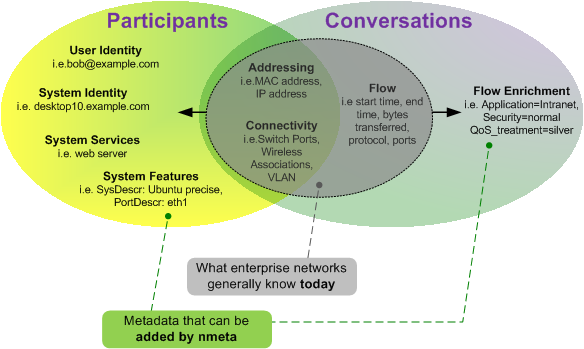 Participants
Conversations
User Identity
i.e.bob@example.com
System Identity
i.e. desktop10.example.com
System Services
i.e. web server
System Features
i.e. SysDescr: Ubuntu precise,
PortDescr: eth1
Addressing
i.e.MAC address,
IP address
Connectivity
i.e.Switch Ports,
Wireless
Associations,
VLAN
Flow
i.e start time, end
time, bytes
transferred,
protocol, ports
Flow Enrichment
i.e. Application=Intranet,
Security=normal
QoS_treatment=silver
What enterprise networks
generally know today
Metadata that can be
added by nmeta